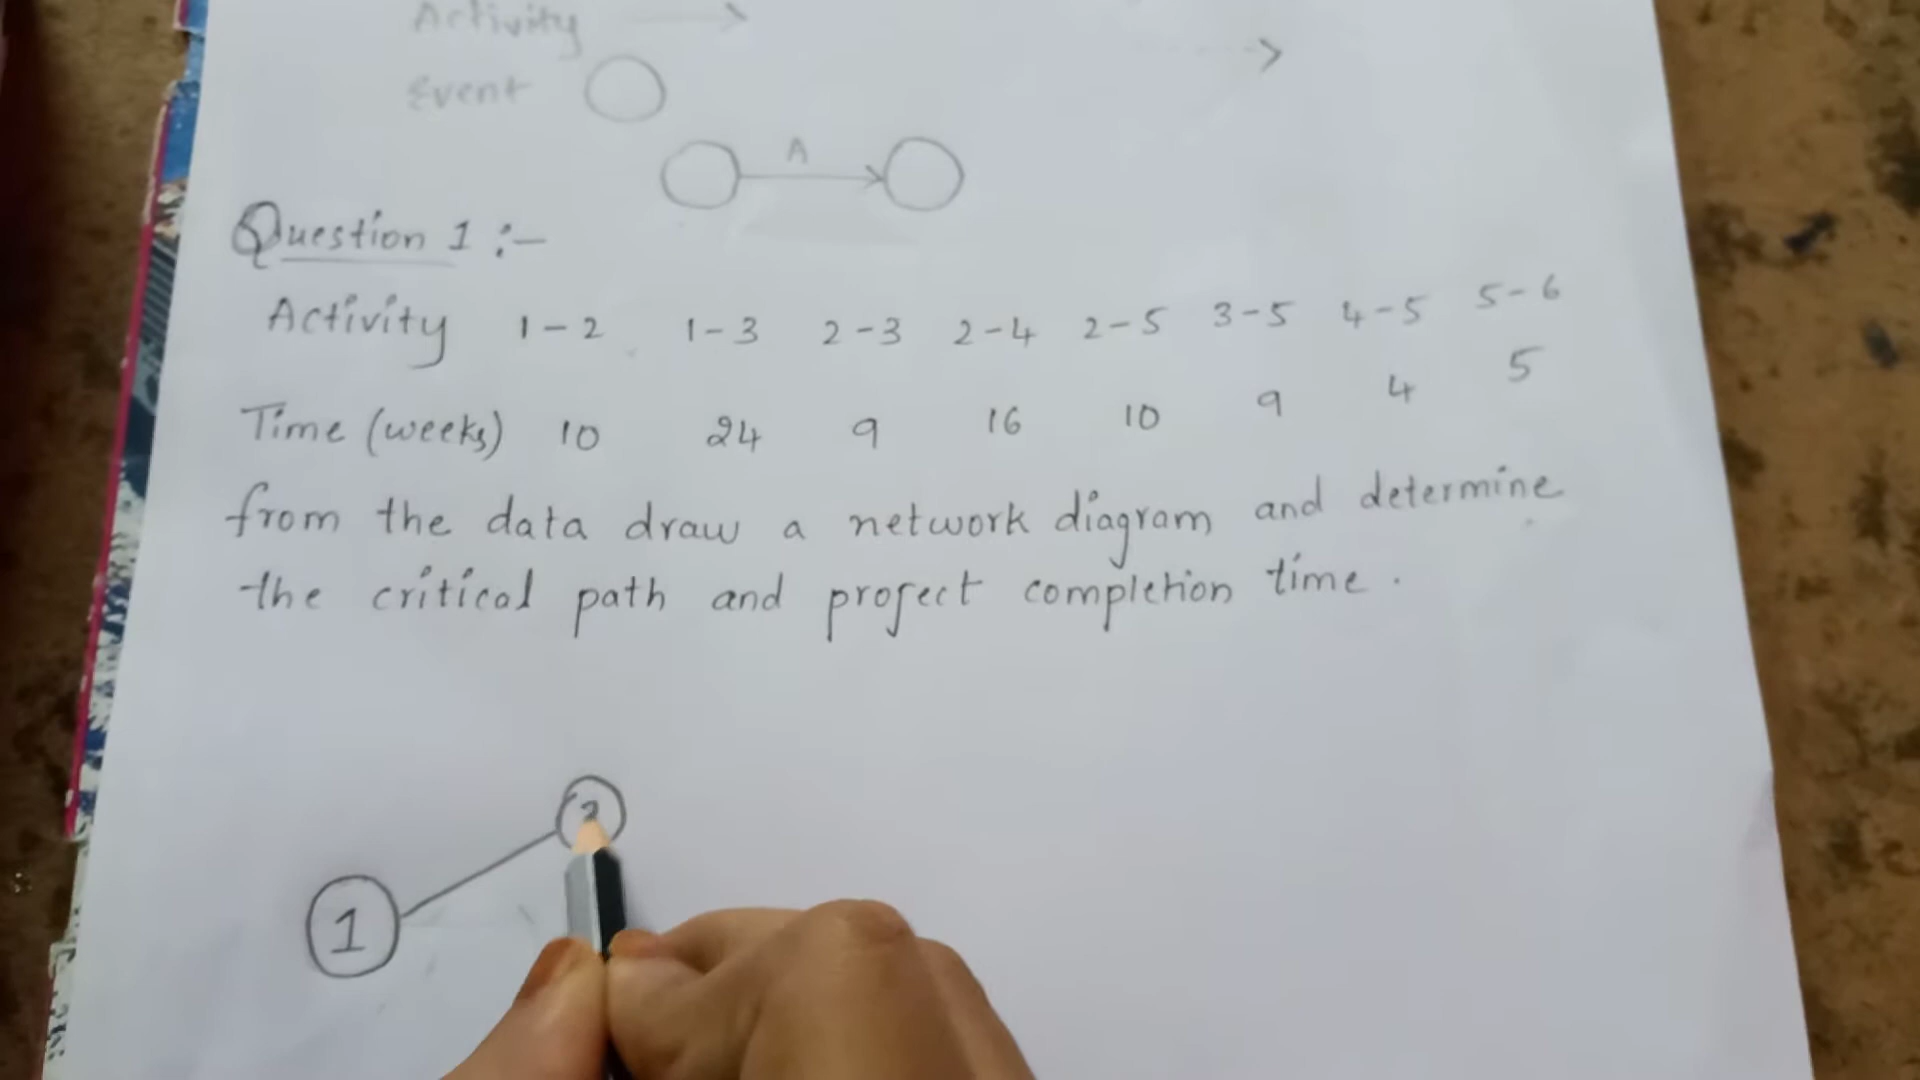 Activity
Event
A
Question 1 :-
Activity 1-2 1-3 2-3 2-4 2-5 3-5 4-5 5-6
Time (weeks) 10 24 9 16 10 9 4 5
from the data draw a network diagram and determine
the critical path and project completion time.
2
1